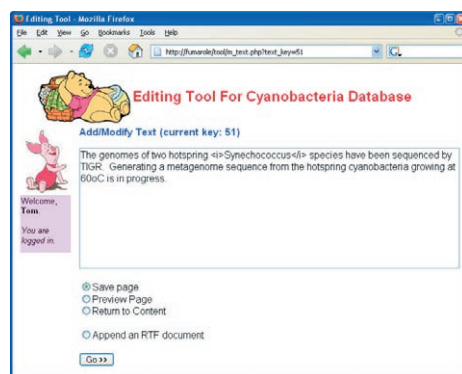 Editing Tool - Mozilla Firefox
File Edit View Go Bookmarks Tools Help
http://fumarole/tool/m_text.php?text_key=51
G
Editing Tool For Cyanobacteria Database
Add/Modify Text (current key: 51)
The genomes of two hotspring <i>Synechococcus</i> species have been sequenced by
TIGR. Generating a metagenome sequence from the hotspring cyanobacteria growing at
60oC is in progress.
Welcome,
Tom.
You are
logged in.
Save page
Preview Page
Return to Content
Append an RTF document
Go >>